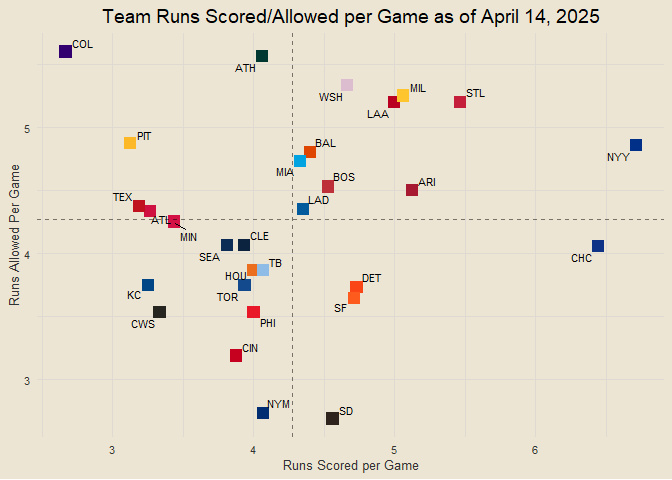 Team Runs Scored/Allowed per Game as of April 14, 2025
COL
ATH
WSH
MIL
STL
LAA
5
PIT
BAL
NYY
MIA
BOS
ARI
TEX
LAD
ATL
MIN
CLE
4
SEA
CHC
HOU
TB
DET
KC
TOR
SF
CWS
PHI
CIN
3
NYM
SD
Runs Allowed Per Game
3 4 5 6
Runs Scored per Game